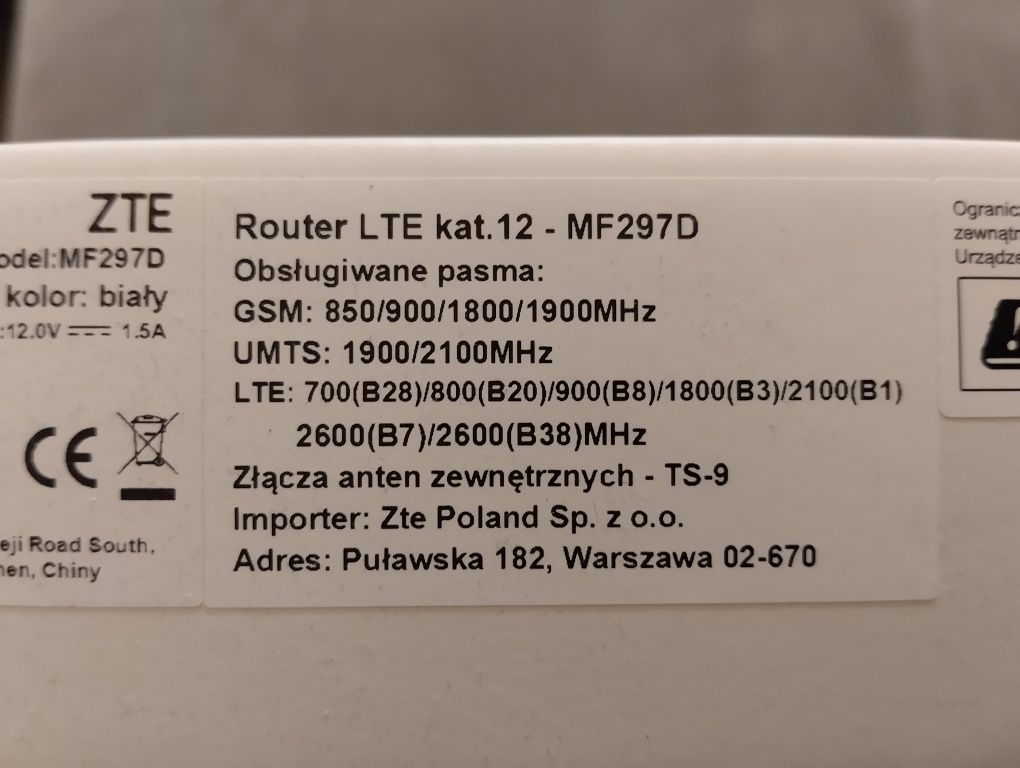 ZTE
odel:MF297D
kolor: biały
:12.0V 1.5A
CE
eji Road South,
en, Chiny
Router LTE kat.12 - MF297D
Obsługiwane pasma:
GSM: 850/900/1800/1900MHz
UMTS: 1900/2100MHz
LTE: 700(B28)/800(B20)/900(B8)/1800(B3)/2100(B1)
2600(B7)/2600(B38)MHz
Złącza anten zewnętrznych - TS-9
Importer: Zte Poland Sp. z o.o.
Adres: Puławska 182, Warszawa 02-670
Ogranicz
zewnątr
Urządze
!